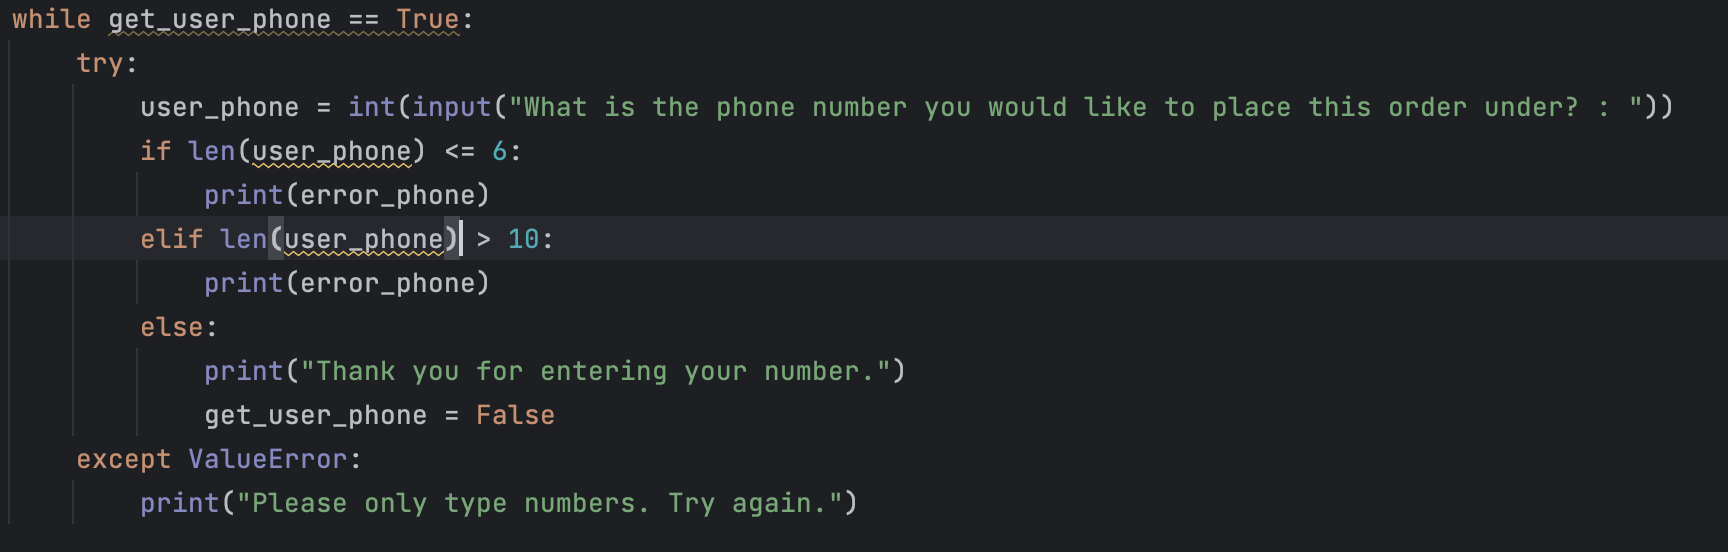 while get_user_phone == True:
    try:
        user_phone = int(input("What is the phone number you would like to place this order under? : "))
        if len(user_phone) <= 6:
            print(error_phone)
        elif len(user_phone) > 10:
            print(error_phone)
        else:
            print("Thank you for entering your number.")
            get_user_phone = False
    except ValueError:
        print("Please only type numbers. Try again.")